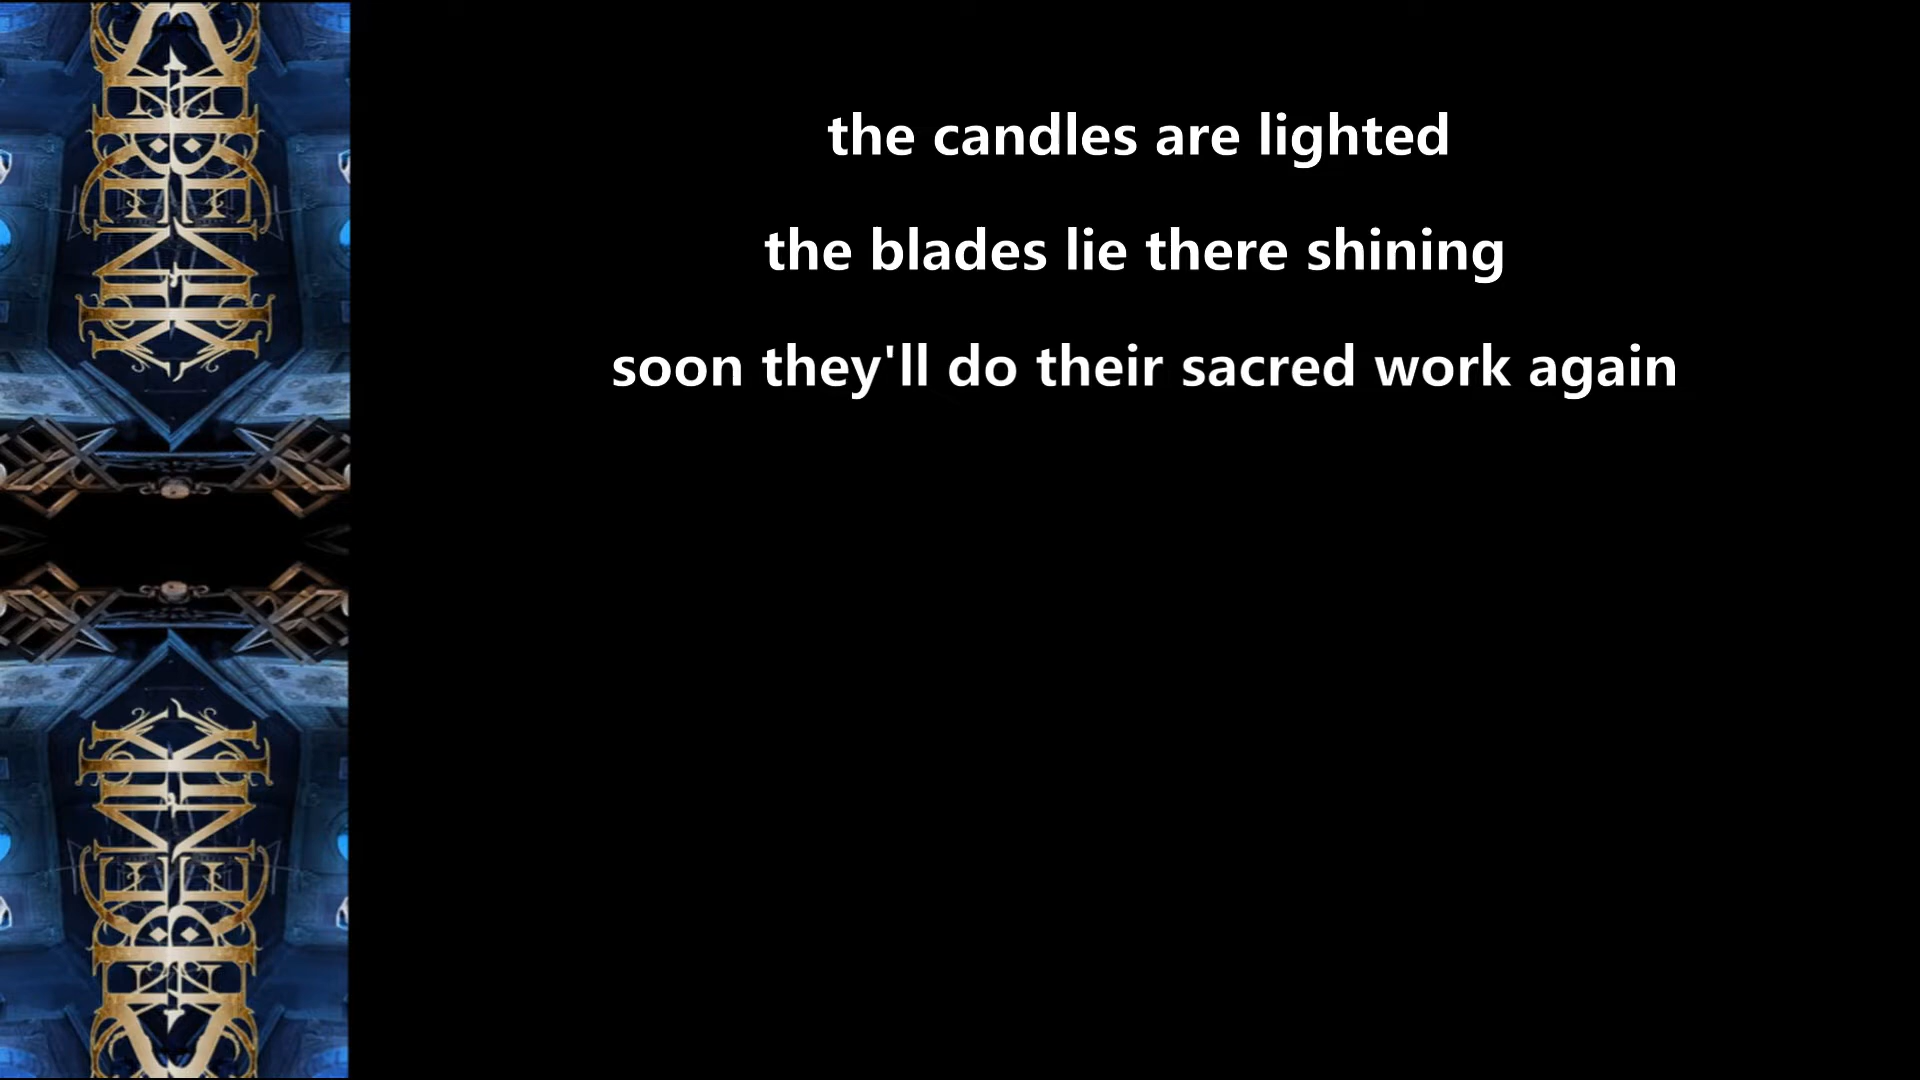 the candles are lighted
the blades lie there shining
soon they'll do their sacred work again